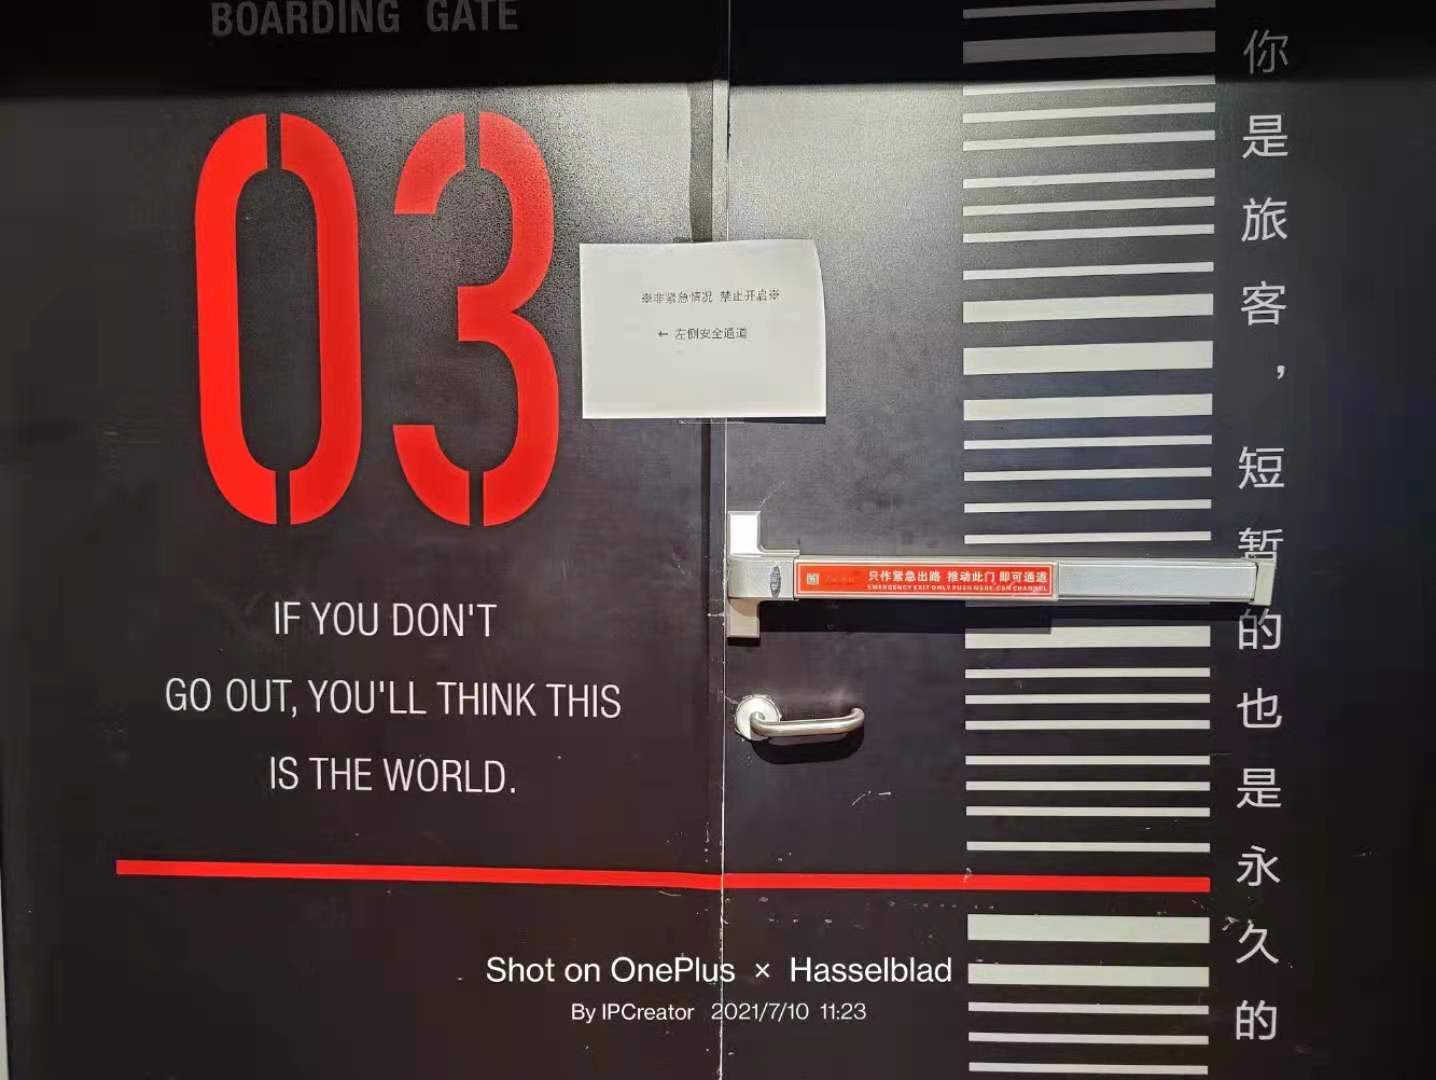 BOARDING GATE
03
IF YOU DON'T
GO OUT, YOU'LL THINK THIS
IS THE WORLD.
※非紧急情况 禁止开启※
← 左侧安全通道
只作紧急出路 推动此门 即可通道
EMERGENCY EXIT ONLY PUSH
你是旅客，短暂的也是永久的
Shot on OnePlus × Hasselblad
By IPCreator 2021/7/10 11:23